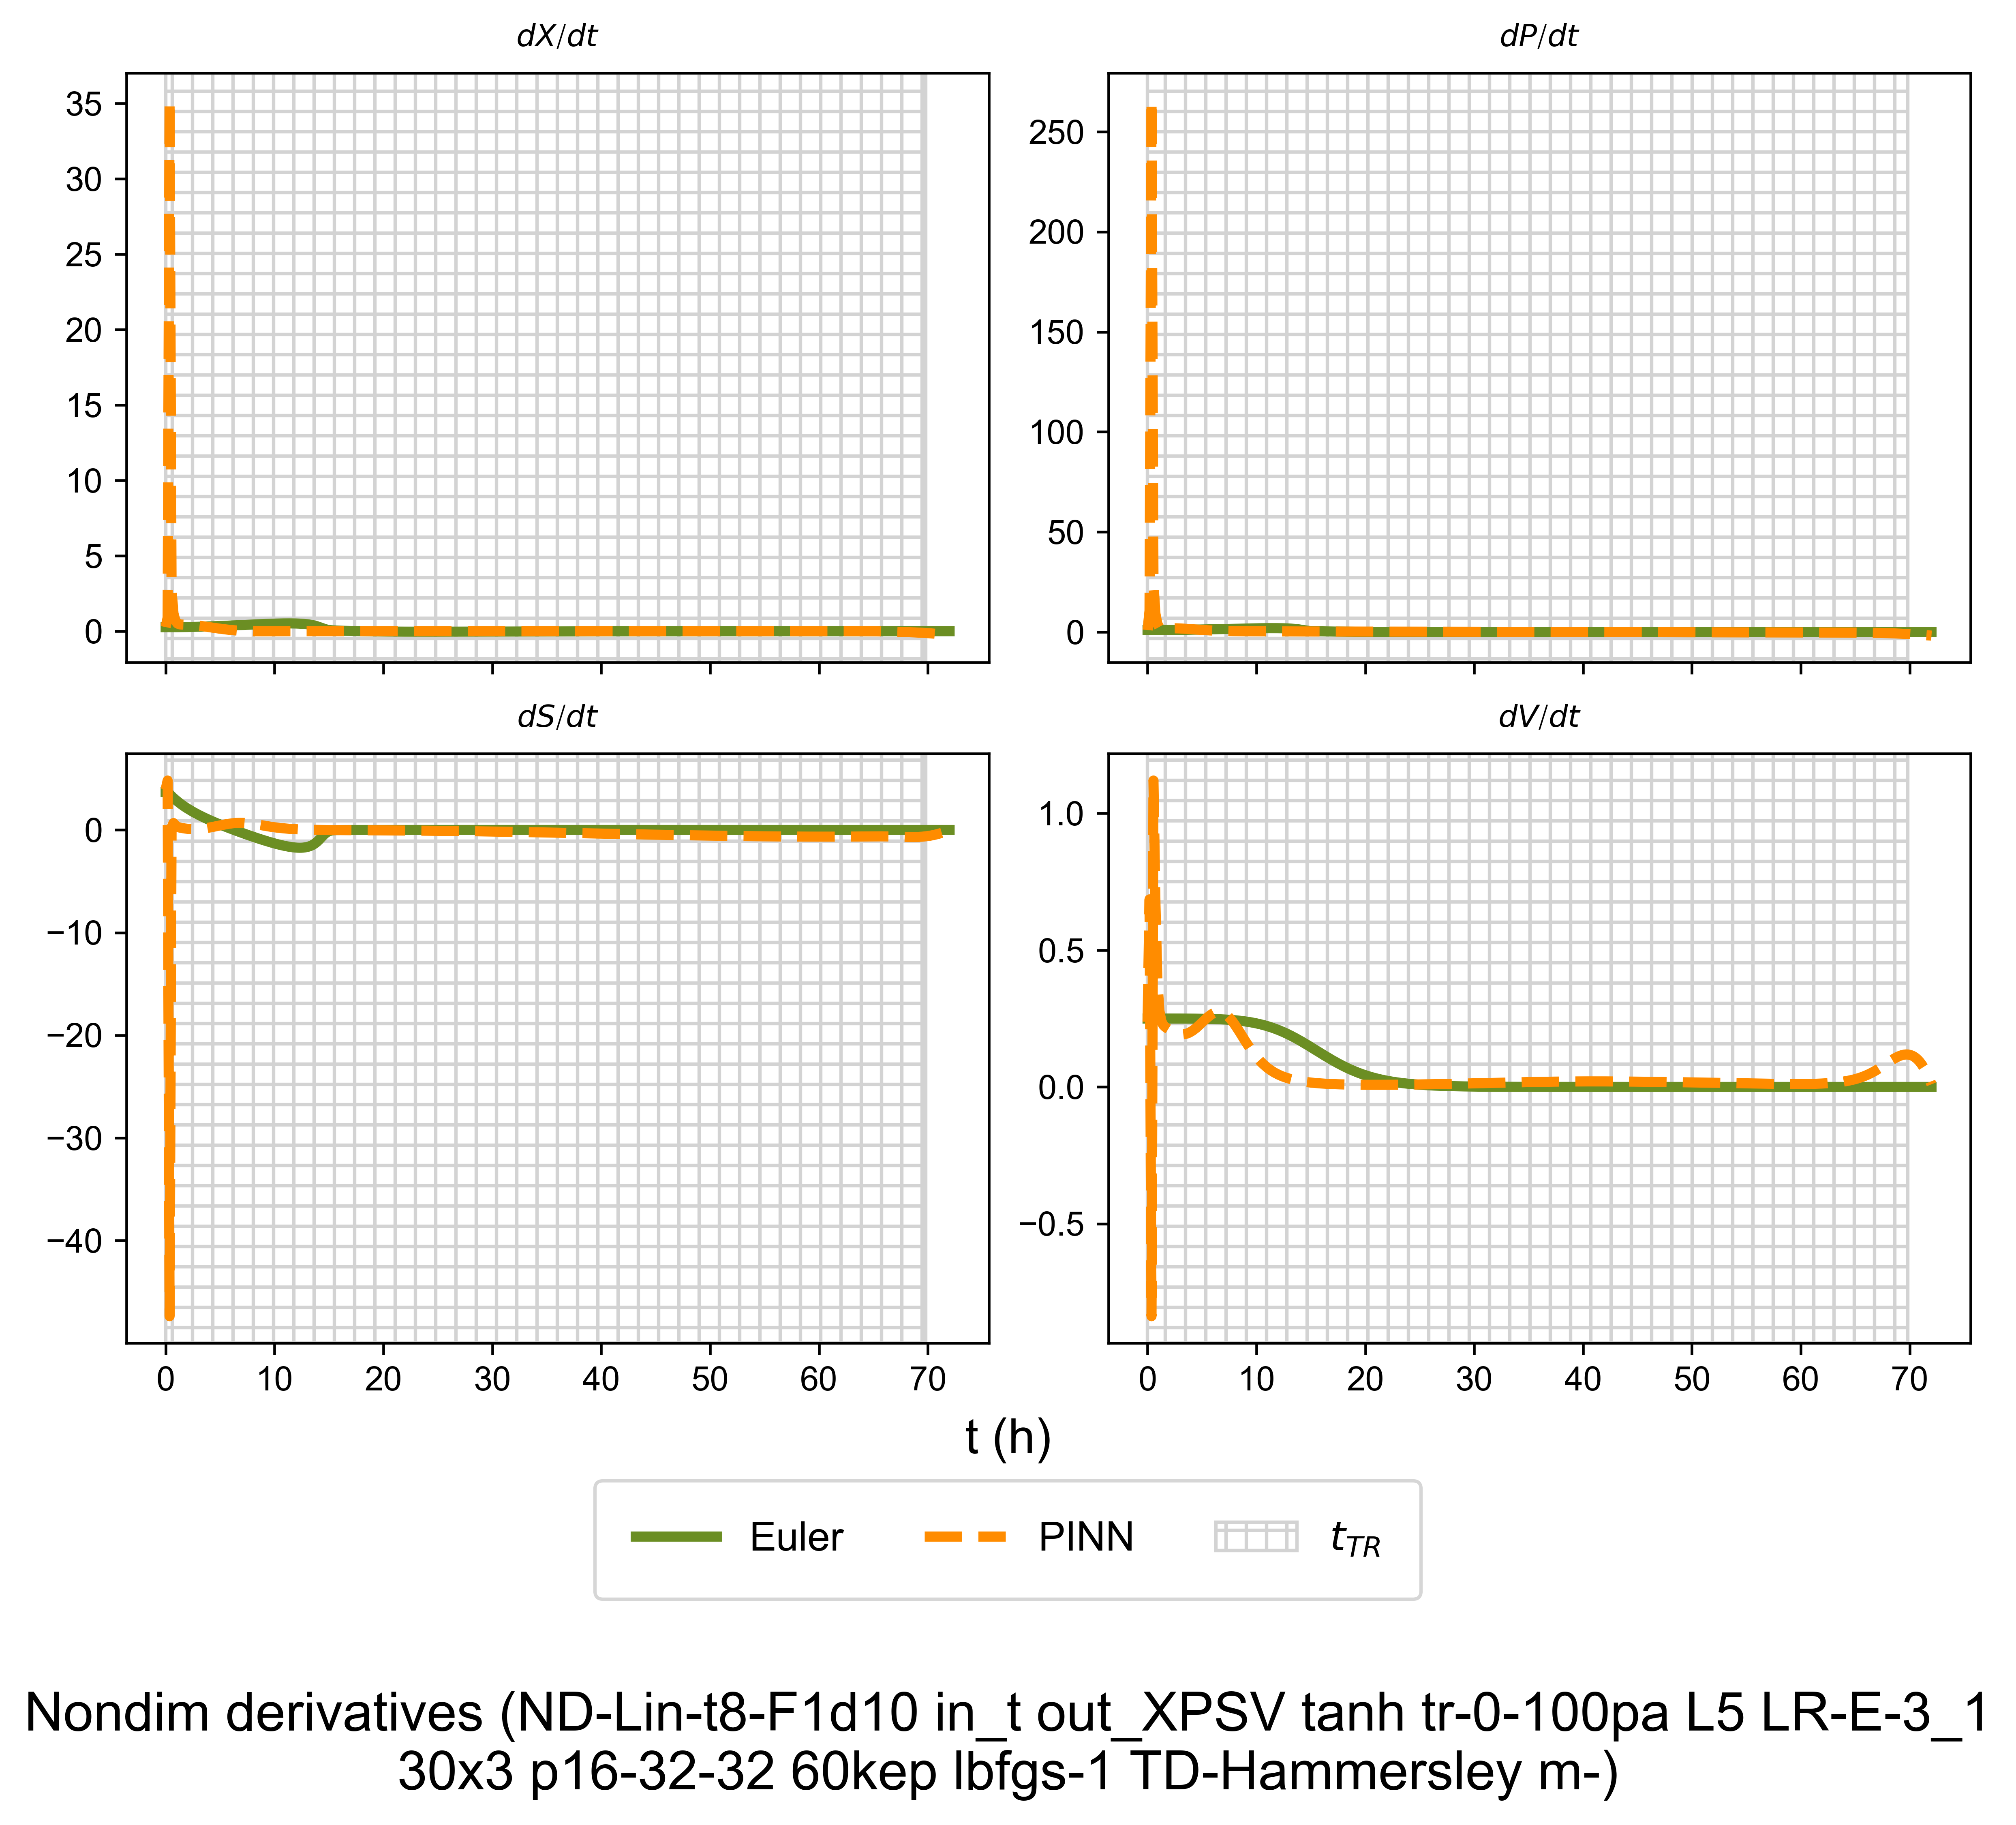 dX/dt
dP/dt
35
30
25
20
15
10
5
0
250
200
150
100
50
0
dS/dt
dV/dt
0
−10
−20
−30
−40
1.0
0.5
0.0
−0.5
0 10 20 30 40 50 60 70
0 10 20 30 40 50 60 70
t (h)
Euler PINN t_TR
Nondim derivatives (ND-Lin-t8-F1d10 in_t out_XPSV tanh tr-0-100pa L5 LR-E-3_1
30x3 p16-32-32 60kep lbfgs-1 TD-Hammersley m-)